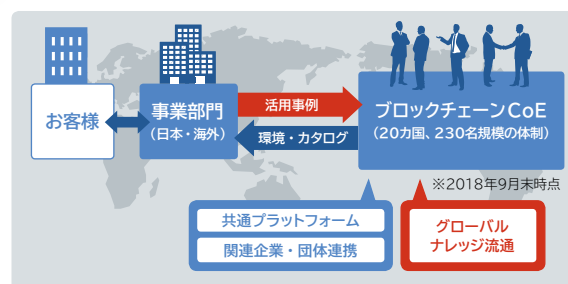 お客様
事業部門
（日本・海外）
活用事例
環境・カタログ
ブロックチェーンCoE
（20カ国、230名規模の体制）
※2018年9月末時点
共通プラットフォーム
関連企業・団体連携
グローバル
ナレッジ流通